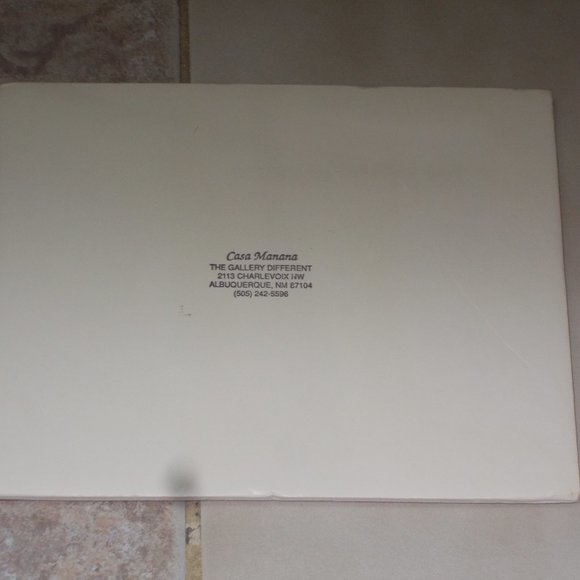 Casa Manana
THE GALLERY DIFFERENT
2113 CHARLEVOIX NW
ALBUQUERQUE, NM 87104
(505) 242-5596